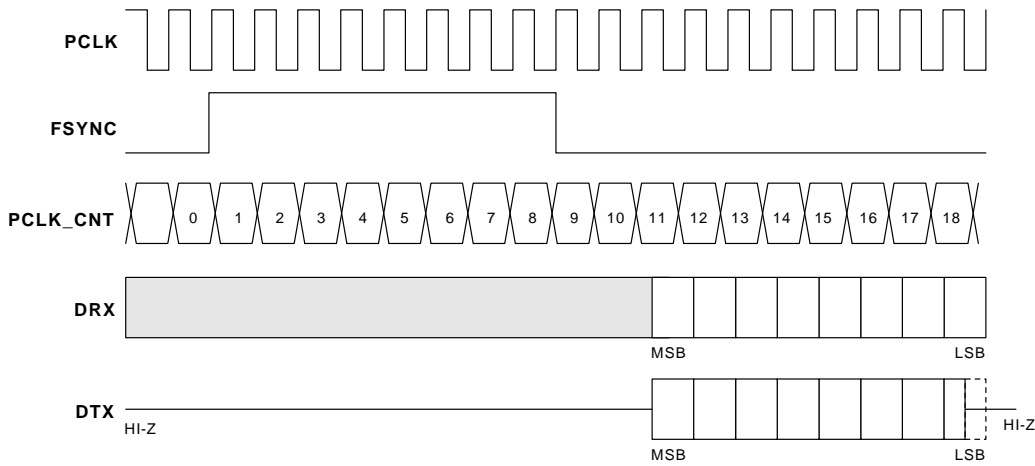 PCLK
FSYNC
PCLK_CNT 0 1 2 3 4 5 6 7 8 9 10 11 12 13 14 15 16 17 18
DRX
MSB LSB
DTX
HI-Z HI-Z
MSB LSB